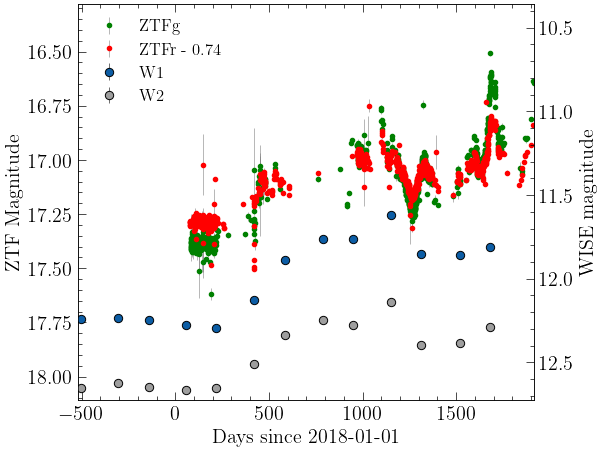 ZTFg
ZTFr - 0.74
W1
W2
16.50
16.75
17.00
17.25
17.50
17.75
18.00
ZTF Magnitude
10.5
11.0
11.5
12.0
12.5
WISE magnitude
−500
0
500
1000
1500
Days since 2018-01-01